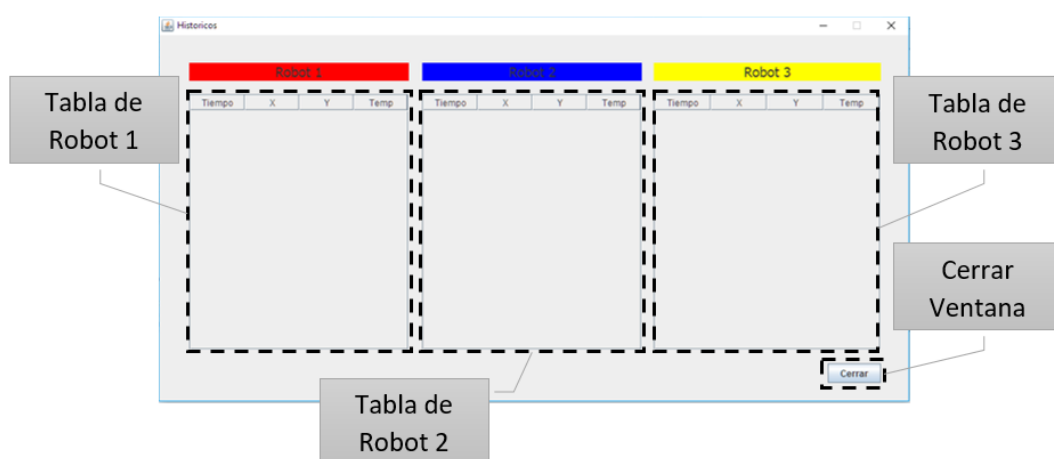 Historicos
Robot 1
Robot 2
Robot 3
Tiempo X Y Temp
Tiempo X Y Temp
Tiempo X Y Temp
Tabla de
Robot 1
Tabla de
Robot 3
Cerrar
Ventana
Cerrar
Tabla de
Robot 2